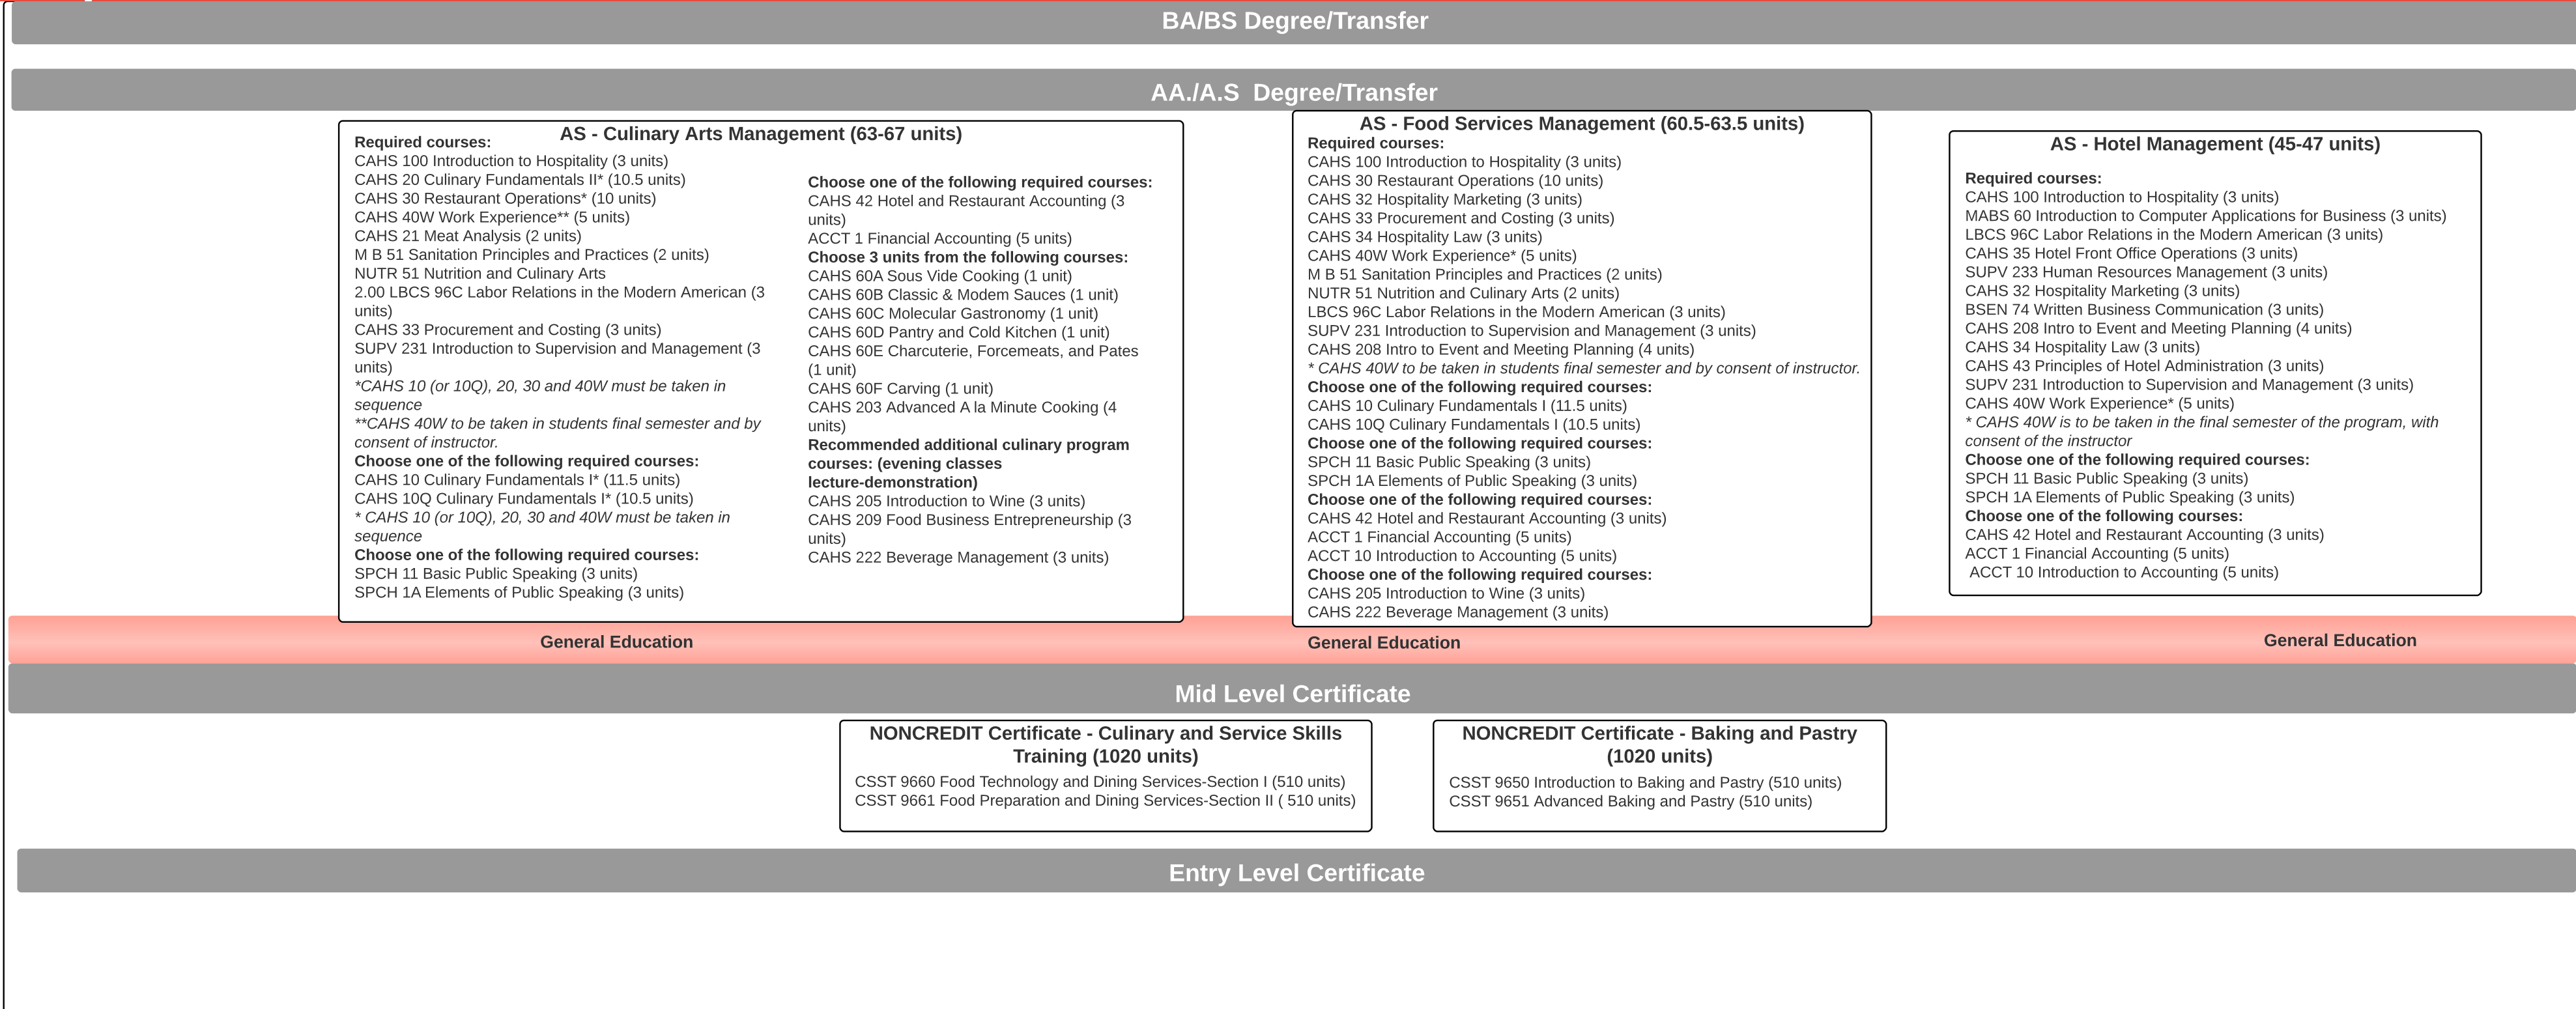 BA/BS Degree/Transfer
AA./A.S  Degree/Transfer
AS - Culinary Arts Management (63-67 units)
Required courses:
CAHS 100 Introduction to Hospitality (3 units)
CAHS 20 Culinary Fundamentals II* (10.5 units)
CAHS 30 Restaurant Operations* (10 units)
CAHS 40W Work Experience** (5 units)
CAHS 21 Meat Analysis (2 units)
M B 51 Sanitation Principles and Practices (2 units)
NUTR 51 Nutrition and Culinary Arts
2.00 LBCS 96C Labor Relations in the Modern American (3
units)
CAHS 33 Procurement and Costing (3 units)
SUPV 231 Introduction to Supervision and Management (3
units)
*CAHS 10 (or 10Q), 20, 30 and 40W must be taken in
sequence
**CAHS 40W to be taken in students final semester and by
consent of instructor.
Choose one of the following required courses:
CAHS 10 Culinary Fundamentals I* (11.5 units)
CAHS 10Q Culinary Fundamentals I* (10.5 units)
* CAHS 10 (or 10Q), 20, 30 and 40W must be taken in
sequence
Choose one of the following required courses:
SPCH 11 Basic Public Speaking (3 units)
SPCH 1A Elements of Public Speaking (3 units)
Choose one of the following required courses:
CAHS 42 Hotel and Restaurant Accounting (3
units)
ACCT 1 Financial Accounting (5 units)
Choose 3 units from the following courses:
CAHS 60A Sous Vide Cooking (1 unit)
CAHS 60B Classic & Modem Sauces (1 unit)
CAHS 60C Molecular Gastronomy (1 unit)
CAHS 60D Pantry and Cold Kitchen (1 unit)
CAHS 60E Charcuterie, Forcemeats, and Pates
(1 unit)
CAHS 60F Carving (1 unit)
CAHS 203 Advanced A la Minute Cooking (4
units)
Recommended additional culinary program
courses: (evening classes
lecture-demonstration)
CAHS 205 Introduction to Wine (3 units)
CAHS 209 Food Business Entrepreneurship (3
units)
CAHS 222 Beverage Management (3 units)
AS - Food Services Management (60.5-63.5 units)
Required courses:
CAHS 100 Introduction to Hospitality (3 units)
CAHS 30 Restaurant Operations (10 units)
CAHS 32 Hospitality Marketing (3 units)
CAHS 33 Procurement and Costing (3 units)
CAHS 34 Hospitality Law (3 units)
CAHS 40W Work Experience* (5 units)
M B 51 Sanitation Principles and Practices (2 units)
NUTR 51 Nutrition and Culinary Arts (2 units)
LBCS 96C Labor Relations in the Modern American (3 units)
SUPV 231 Introduction to Supervision and Management (3 units)
CAHS 208 Intro to Event and Meeting Planning (4 units)
* CAHS 40W to be taken in students final semester and by consent of instructor.
Choose one of the following required courses:
CAHS 10 Culinary Fundamentals I (11.5 units)
CAHS 10Q Culinary Fundamentals I (10.5 units)
Choose one of the following required courses:
SPCH 11 Basic Public Speaking (3 units)
SPCH 1A Elements of Public Speaking (3 units)
Choose one of the following required courses:
CAHS 42 Hotel and Restaurant Accounting (3 units)
ACCT 1 Financial Accounting (5 units)
ACCT 10 Introduction to Accounting (5 units)
Choose one of the following required courses:
CAHS 205 Introduction to Wine (3 units)
CAHS 222 Beverage Management (3 units)
AS - Hotel Management (45-47 units)
Required courses:
CAHS 100 Introduction to Hospitality (3 units)
MABS 60 Introduction to Computer Applications for Business (3 units)
LBCS 96C Labor Relations in the Modern American (3 units)
CAHS 35 Hotel Front Office Operations (3 units)
SUPV 233 Human Resources Management (3 units)
CAHS 32 Hospitality Marketing (3 units)
BSEN 74 Written Business Communication (3 units)
CAHS 208 Intro to Event and Meeting Planning (4 units)
CAHS 34 Hospitality Law (3 units)
CAHS 43 Principles of Hotel Administration (3 units)
SUPV 231 Introduction to Supervision and Management (3 units)
CAHS 40W Work Experience* (5 units)
* CAHS 40W is to be taken in the final semester of the program, with
consent of the instructor
Choose one of the following required courses:
SPCH 11 Basic Public Speaking (3 units)
SPCH 1A Elements of Public Speaking (3 units)
Choose one of the following courses:
CAHS 42 Hotel and Restaurant Accounting (3 units)
ACCT 1 Financial Accounting (5 units)
ACCT 10 Introduction to Accounting (5 units)
General Education
General Education
General Education
Mid Level Certificate
NONCREDIT Certificate - Culinary and Service Skills
Training (1020 units)
CSST 9660 Food Technology and Dining Services-Section I (510 units)
CSST 9661 Food Preparation and Dining Services-Section II ( 510 units)
NONCREDIT Certificate - Baking and Pastry
(1020 units)
CSST 9650 Introduction to Baking and Pastry (510 units)
CSST 9651 Advanced Baking and Pastry (510 units)
Entry Level Certificate